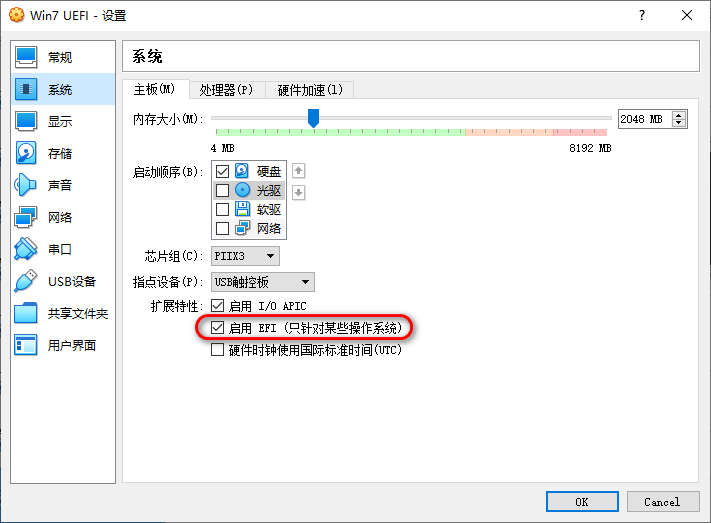 Win7 UEFI - 设置
?
常规
系统
显示
存储
声音
网络
串口
USB设备
共享文件夹
用户界面
系统
主板(M)
处理器(P)
硬件加速(l)
内存大小(M):
2048 MB
4 MB
8192 MB
启动顺序(B):
硬盘
光驱
软驱
网络
芯片组(C):
PIIX3
指点设备(P):
USB触控板
扩展特性:
启用 I/O APIC
启用 EFI (只针对某些操作系统)
硬件时钟使用国际标准时间(UTC)
OK
Cancel